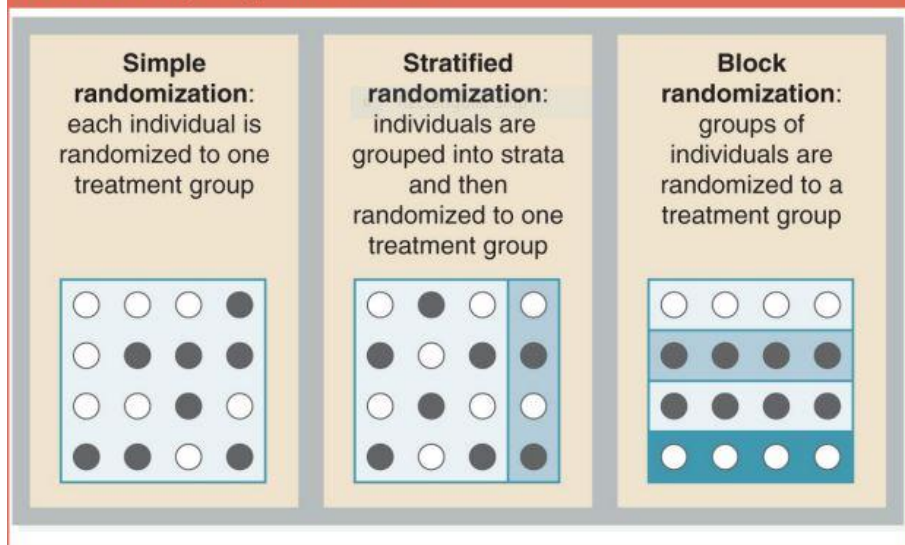 Simple
randomization:
each individual is
randomized to one
treatment group
Stratified
randomization:
individuals are
grouped into strata
and then
randomized to one
treatment group
Block
randomization:
groups of
individuals are
randomized to a
treatment group